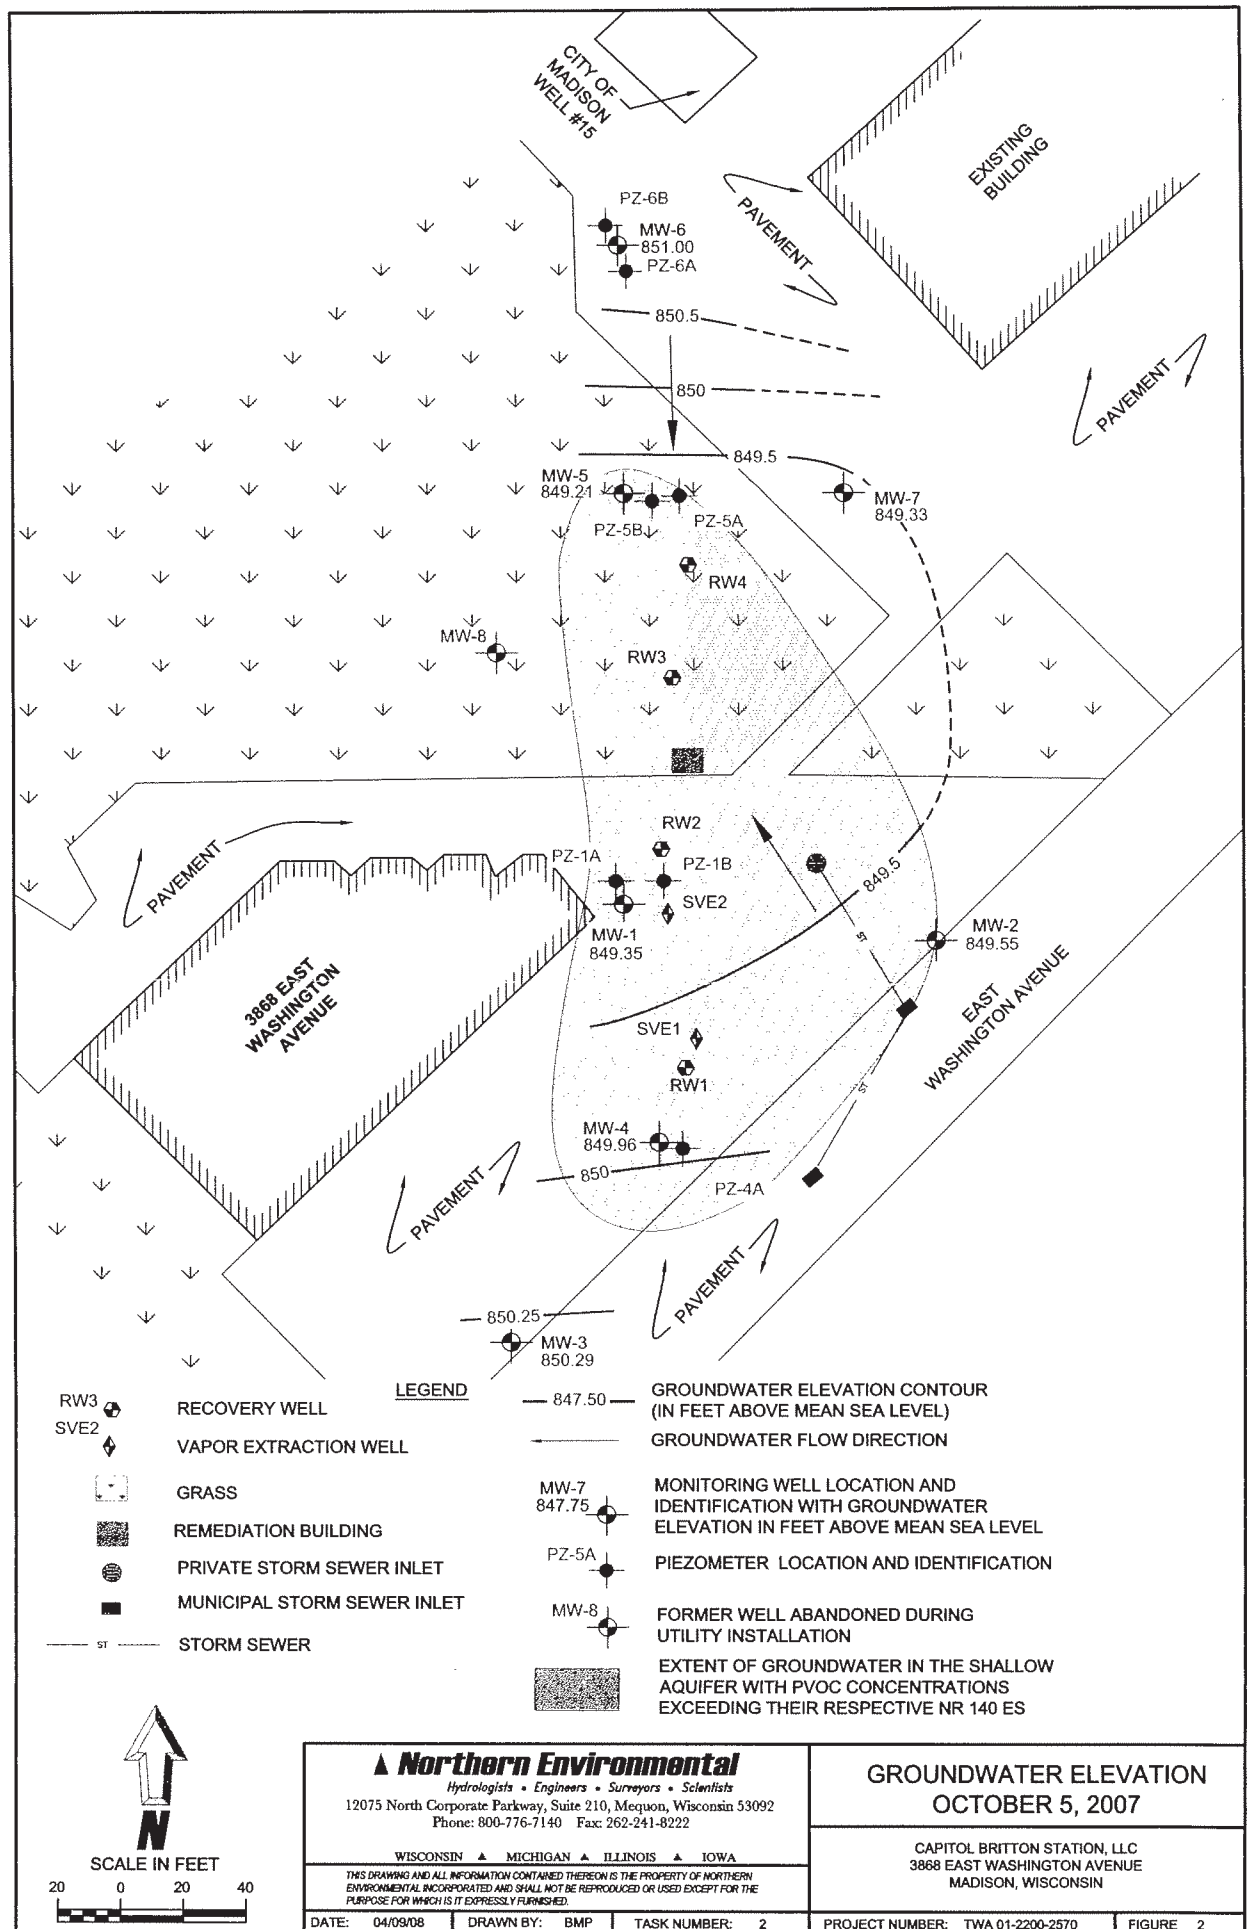 CITY OF
MADISON
WELL #15
EXISTING
BUILDING
PZ-6B
MW-6
851.00
PZ-6A
PAVEMENT
850.5
PAVEMENT
850
849.5
MW-5
849.21
MW-7
849.33
PZ-5B
PZ-5A
RW4
MW-8
RW3
RW2
PZ-1A
PZ-1B
PAVEMENT
SVE2
849.5
MW-1
849.35
MW-2
849.55
ST
3868 EAST
WASHINGTON
AVENUE
EAST
WASHINGTON AVENUE
SVE1
RW1
ST
MW-4
849.96
850
PZ-4A
PAVEMENT
PAVEMENT
850.25
MW-3
850.29
LEGEND
RW3
RECOVERY WELL
SVE2
VAPOR EXTRACTION WELL
GRASS
REMEDIATION BUILDING
PRIVATE STORM SEWER INLET
MUNICIPAL STORM SEWER INLET
ST STORM SEWER
847.50 GROUNDWATER ELEVATION CONTOUR
(IN FEET ABOVE MEAN SEA LEVEL)
GROUNDWATER FLOW DIRECTION
MW-7
847.75
MONITORING WELL LOCATION AND
IDENTIFICATION WITH GROUNDWATER
ELEVATION IN FEET ABOVE MEAN SEA LEVEL
PZ-5A
PIEZOMETER LOCATION AND IDENTIFICATION
MW-8
FORMER WELL ABANDONED DURING
UTILITY INSTALLATION
EXTENT OF GROUNDWATER IN THE SHALLOW
AQUIFER WITH PVOC CONCENTRATIONS
EXCEEDING THEIR RESPECTIVE NR 140 ES
N
SCALE IN FEET
20 0 20 40
Northern Environmental
Hydrologists • Engineers • Surveyors • Scientists
12075 North Corporate Parkway, Suite 210, Mequon, Wisconsin 53092
Phone: 800-776-7140 Fax: 262-241-8222
WISCONSIN ▲ MICHIGAN ▲ ILLINOIS ▲ IOWA
THIS DRAWING AND ALL INFORMATION CONTAINED THEREON IS THE PROPERTY OF NORTHERN
ENVIRONMENTAL INCORPORATED AND SHALL NOT BE REPRODUCED OR USED EXCEPT FOR THE
PURPOSE FOR WHICH IS IT EXPRESSLY FURNISHED.
GROUNDWATER ELEVATION
OCTOBER 5, 2007
CAPITOL BRITTON STATION, LLC
3868 EAST WASHINGTON AVENUE
MADISON, WISCONSIN
DATE: 04/09/08 DRAWN BY: BMP TASK NUMBER: 2 PROJECT NUMBER: TWA 01-2200-2570 FIGURE 2